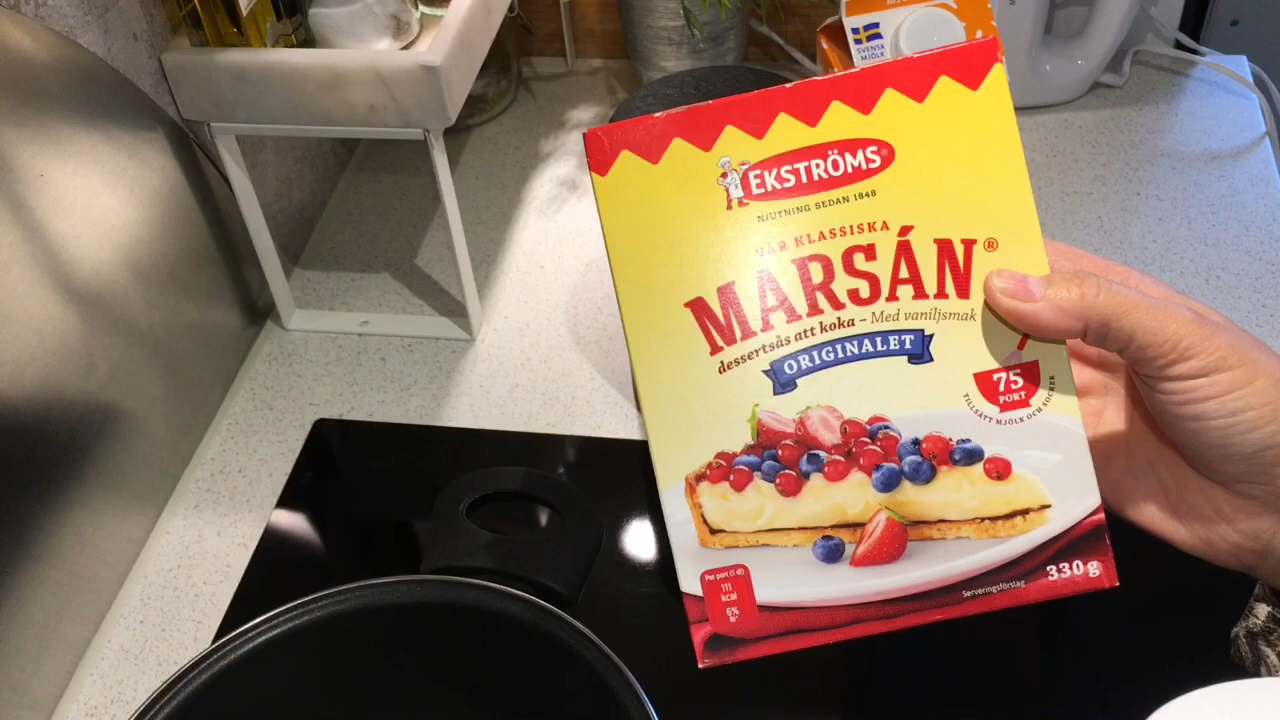 SVENSK
MJÖLK
EKSTRÖMS®
NJUTNING SEDAN 1848
VÅR KLASSISKA
MARSÁN®
dessertsås att koka – Med vaniljsmak
ORIGINALET
75
PORT
TILLSÄTT MJÖLK OCH SOCKER
Per port (1 dl)
111
kcal
6%
RI*
Serveringsförslag
330g